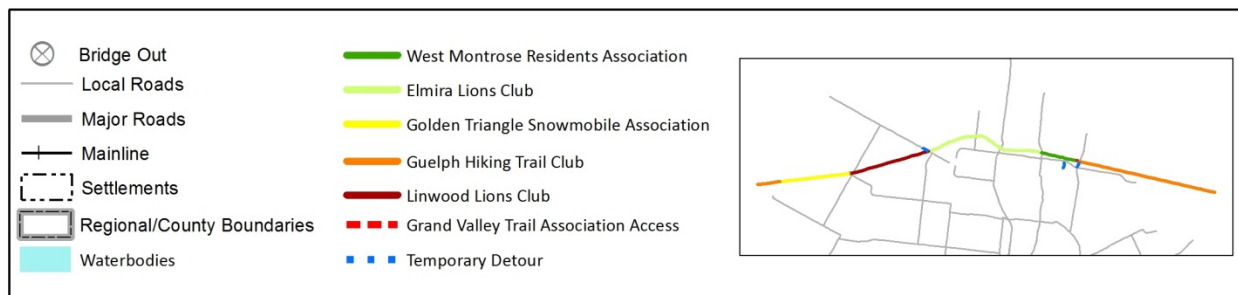 Bridge Out
Local Roads
Major Roads
Mainline
Settlements
Regional/County Boundaries
Waterbodies
West Montrose Residents Association
Elmira Lions Club
Golden Triangle Snowmobile Association
Guelph Hiking Trail Club
Linwood Lions Club
Grand Valley Trail Association Access
Temporary Detour